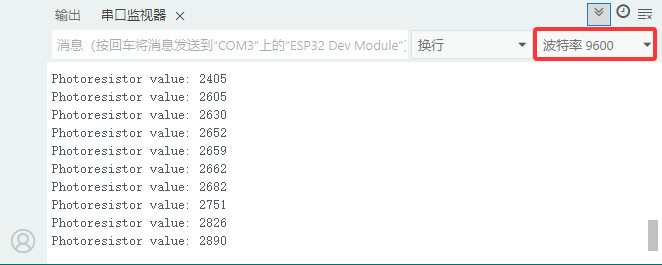 输出 串口监视器
消息（按回车将消息发送到"COM3"上的"ESP32 Dev Module"） 换行 波特率 9600
Photoresistor value: 2405
Photoresistor value: 2605
Photoresistor value: 2630
Photoresistor value: 2652
Photoresistor value: 2659
Photoresistor value: 2662
Photoresistor value: 2682
Photoresistor value: 2751
Photoresistor value: 2826
Photoresistor value: 2890